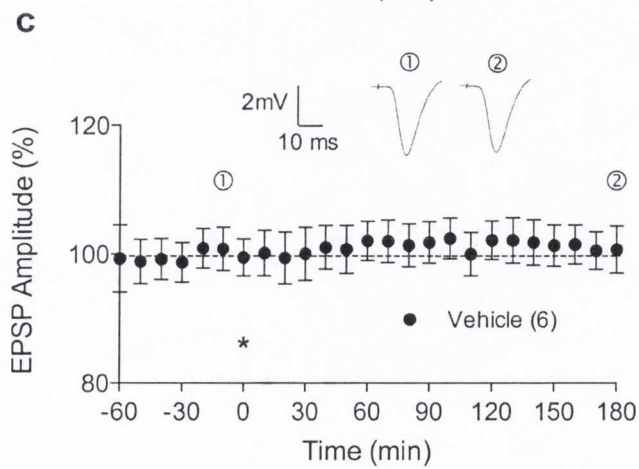 C
① ②
2mV
10 ms
120
① ②
100
EPSP Amplitude (%)
Vehicle (6)
*
80
-60 -30 0 30 60 90 120 150 180
Time (min)